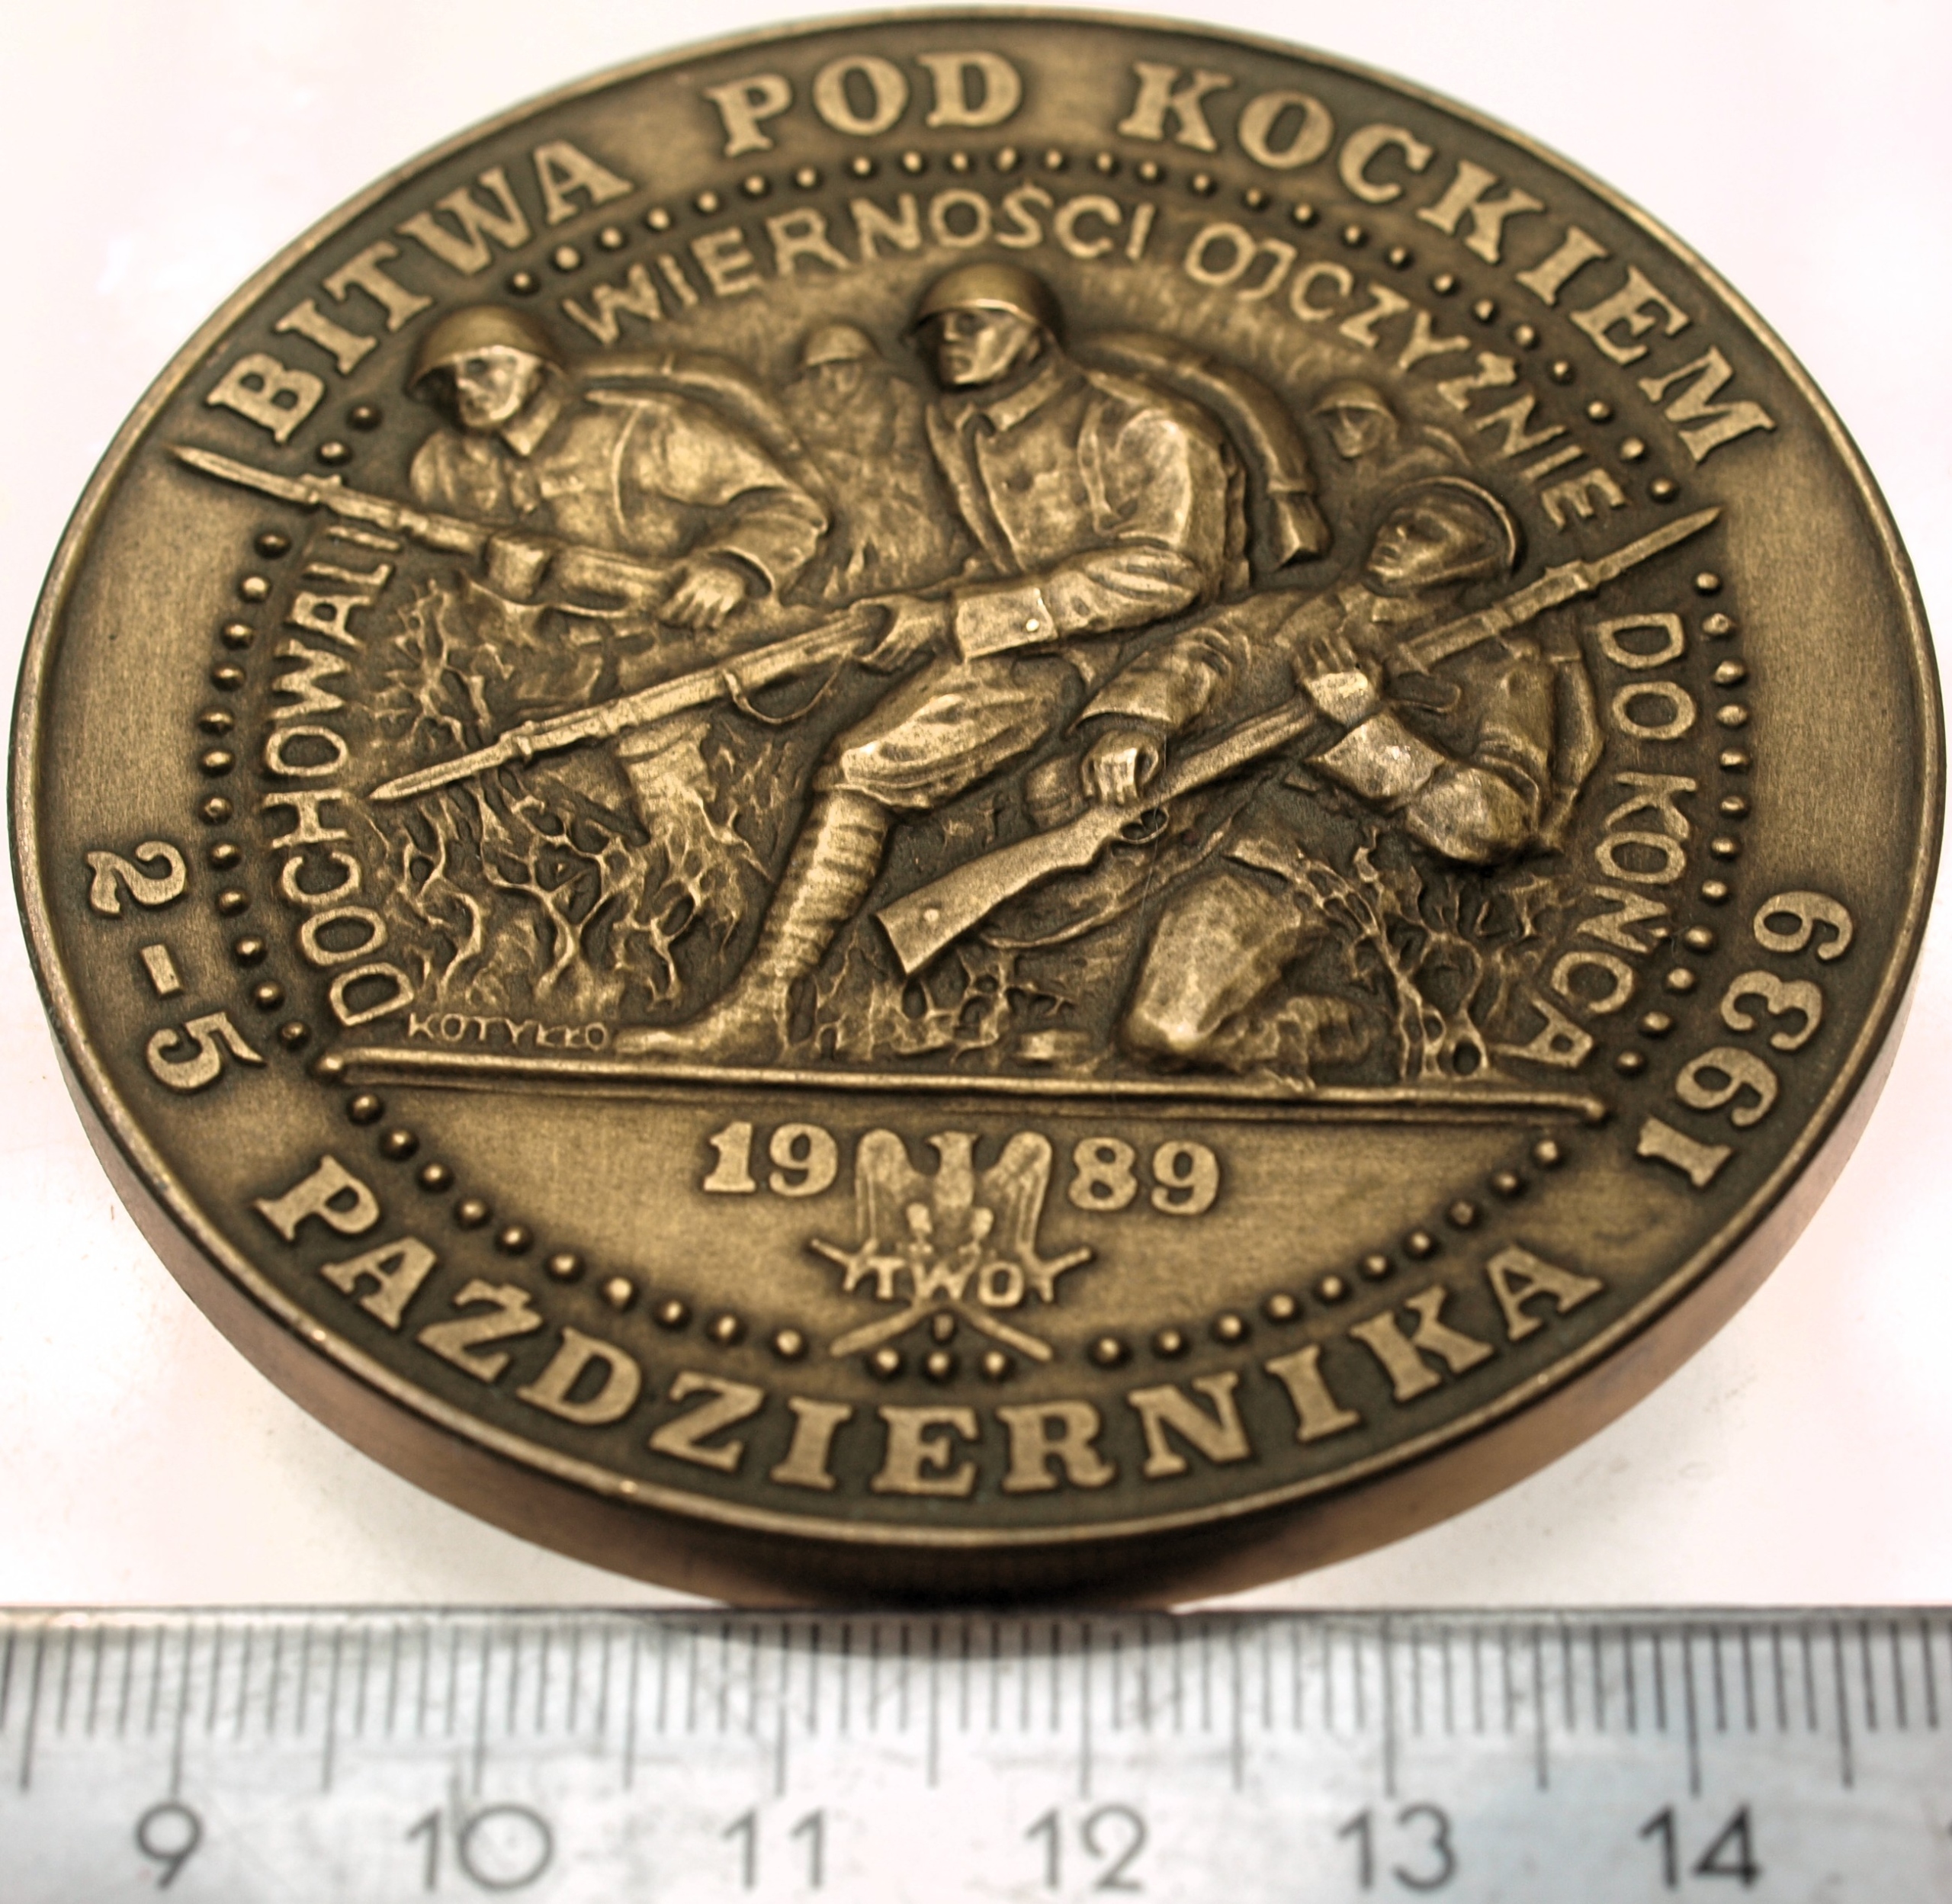 BITWA POD KOCKIEM
2-5 PAŹDZIERNIKA 1939
DOCHOWALI WIERNOŚCI OJCZYŹNIE DO KOŃCA
KOTYŁŁO
19 89
TWO
9 10 11 12 13 14